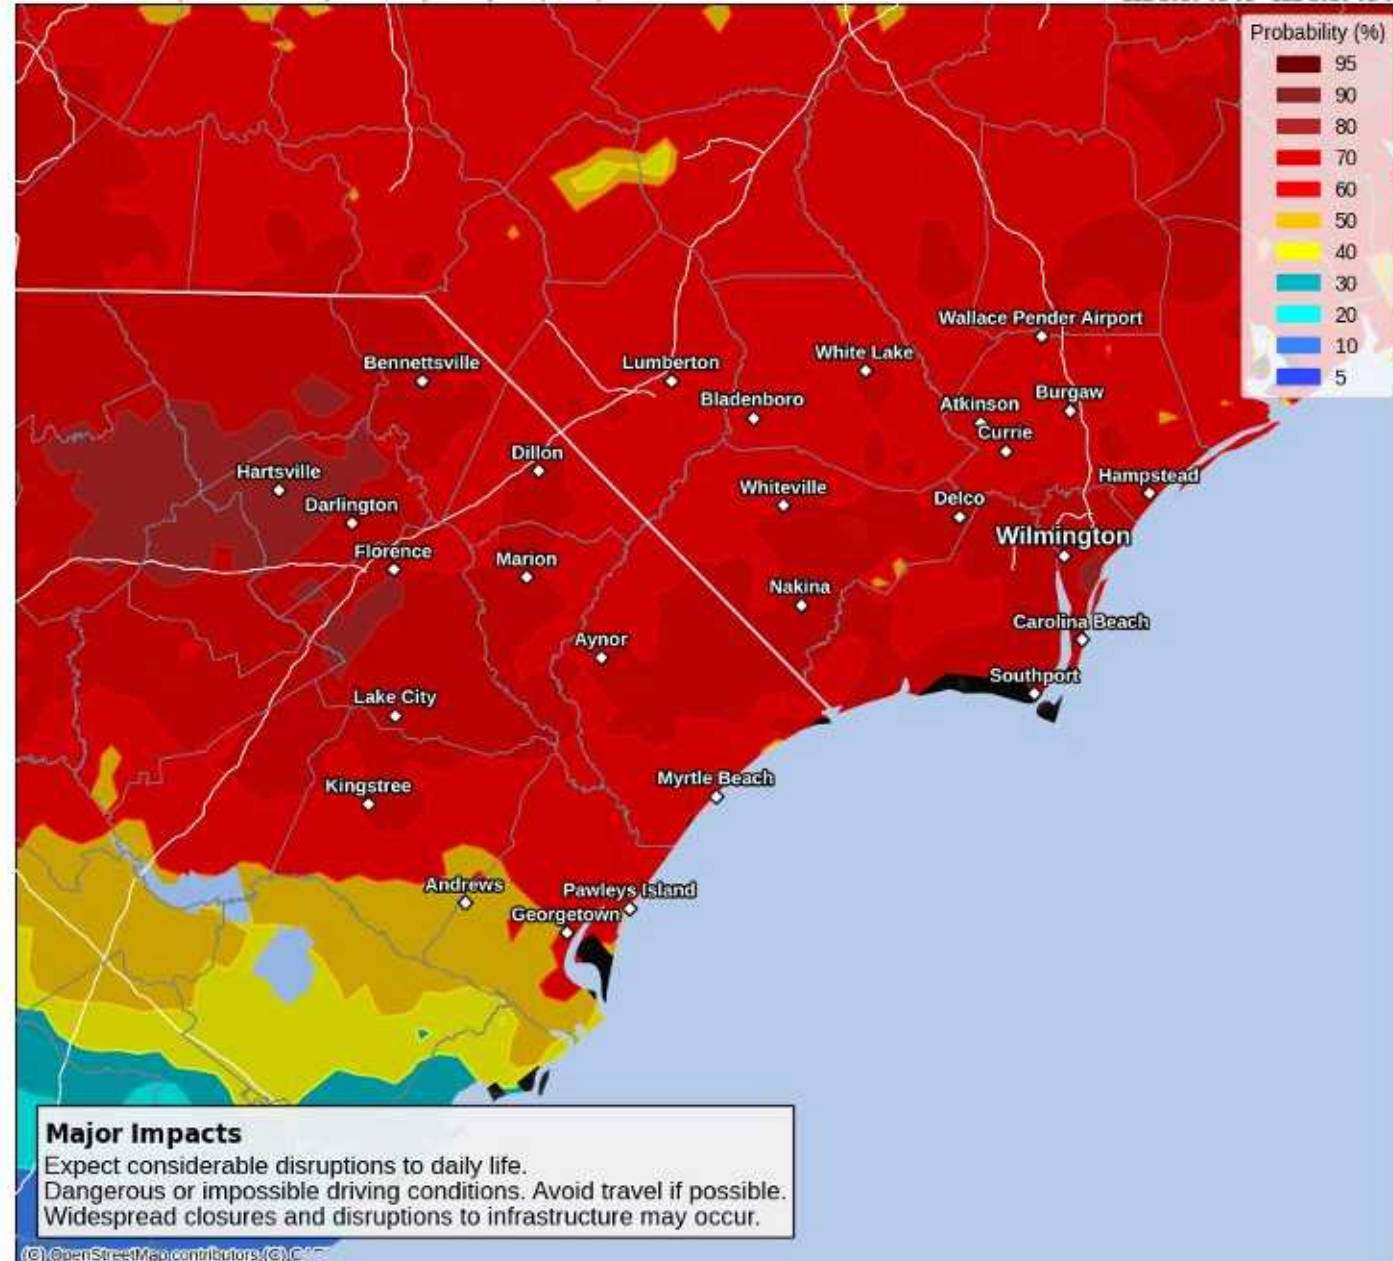 Probability (%)
95
90
80
70
60
50
40
30
20
10
5
Wallace Pender Airport
Bennettsville
Lumberton
White Lake
Bladenboro
Atkinson
Burgaw
Currie
Dillon
Hartsville
Darlington
Whiteville
Delco
Hampstead
Wilmington
Florence
Marion
Nakina
Carolina Beach
Aynor
Southport
Lake City
Kingstree
Myrtle Beach
Andrews
Pawleys Island
Georgetown
Major Impacts
Expect considerable disruptions to daily life.
Dangerous or impossible driving conditions. Avoid travel if possible.
Widespread closures and disruptions to infrastructure may occur.
(C) OpenStreetMap contributors, (C)